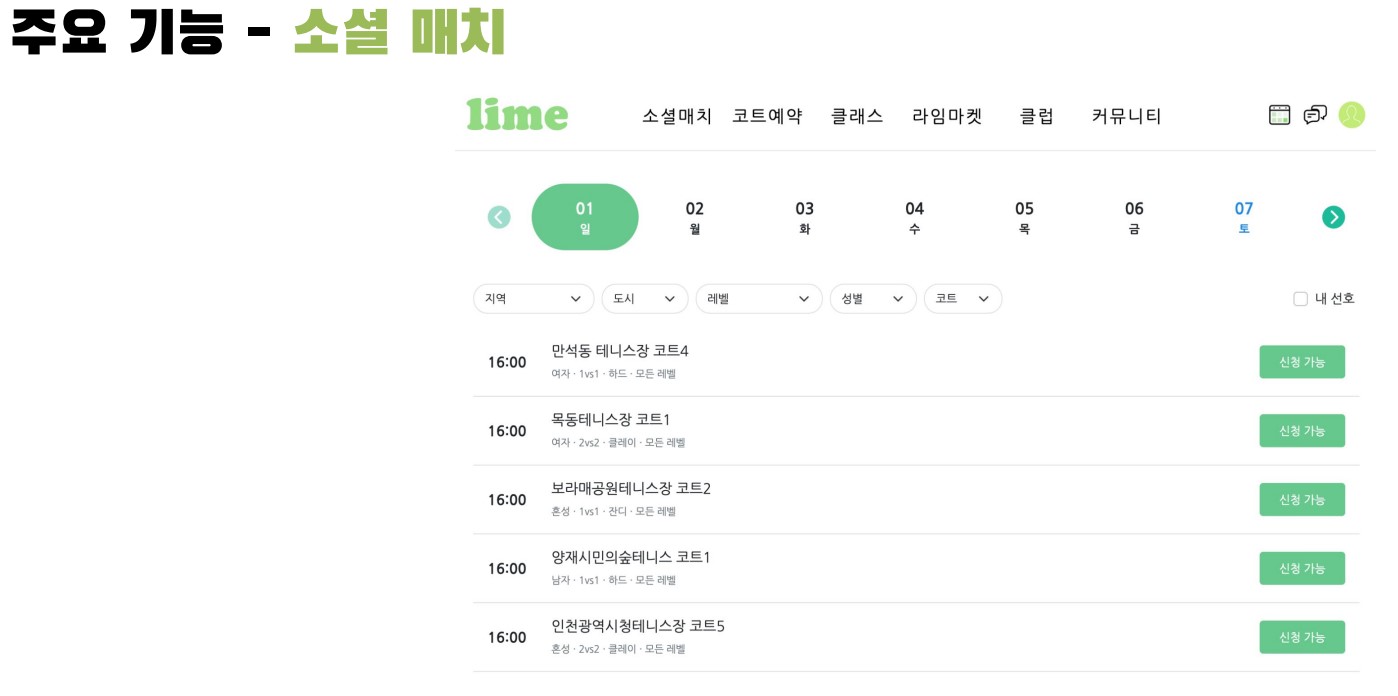 주요 기능 - 소셜 매치
lime 소셜매치 코트예약 클래스 라임마켓 클럽 커뮤니티
01 02 03 04 05 06 07
일 월 화 수 목 금 토
지역 도시 레벨 성별 코트 내 선호
16:00 만석동 테니스장 코트4 신청 가능
여자 · 1vs1 · 하드 · 모든 레벨
16:00 목동테니스장 코트1 신청 가능
여자 · 2vs2 · 클레이 · 모든 레벨
16:00 보라매공원테니스장 코트2 신청 가능
혼성 · 1vs1 · 잔디 · 모든 레벨
16:00 양재시민의숲테니스 코트1 신청 가능
남자 · 1vs1 · 하드 · 모든 레벨
16:00 인천광역시청테니스장 코트5 신청 가능
혼성 · 2vs2 · 클레이 · 모든 레벨